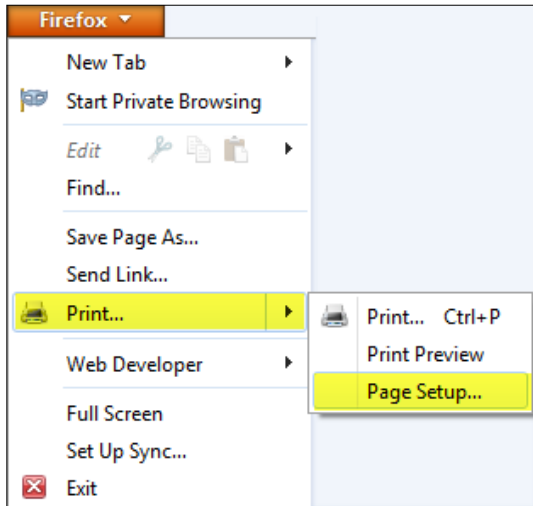 Firefox
New Tab
Start Private Browsing
Edit
Find...
Save Page As...
Send Link...
Print...
Print... Ctrl+P
Print Preview
Web Developer
Page Setup...
Full Screen
Set Up Sync...
Exit